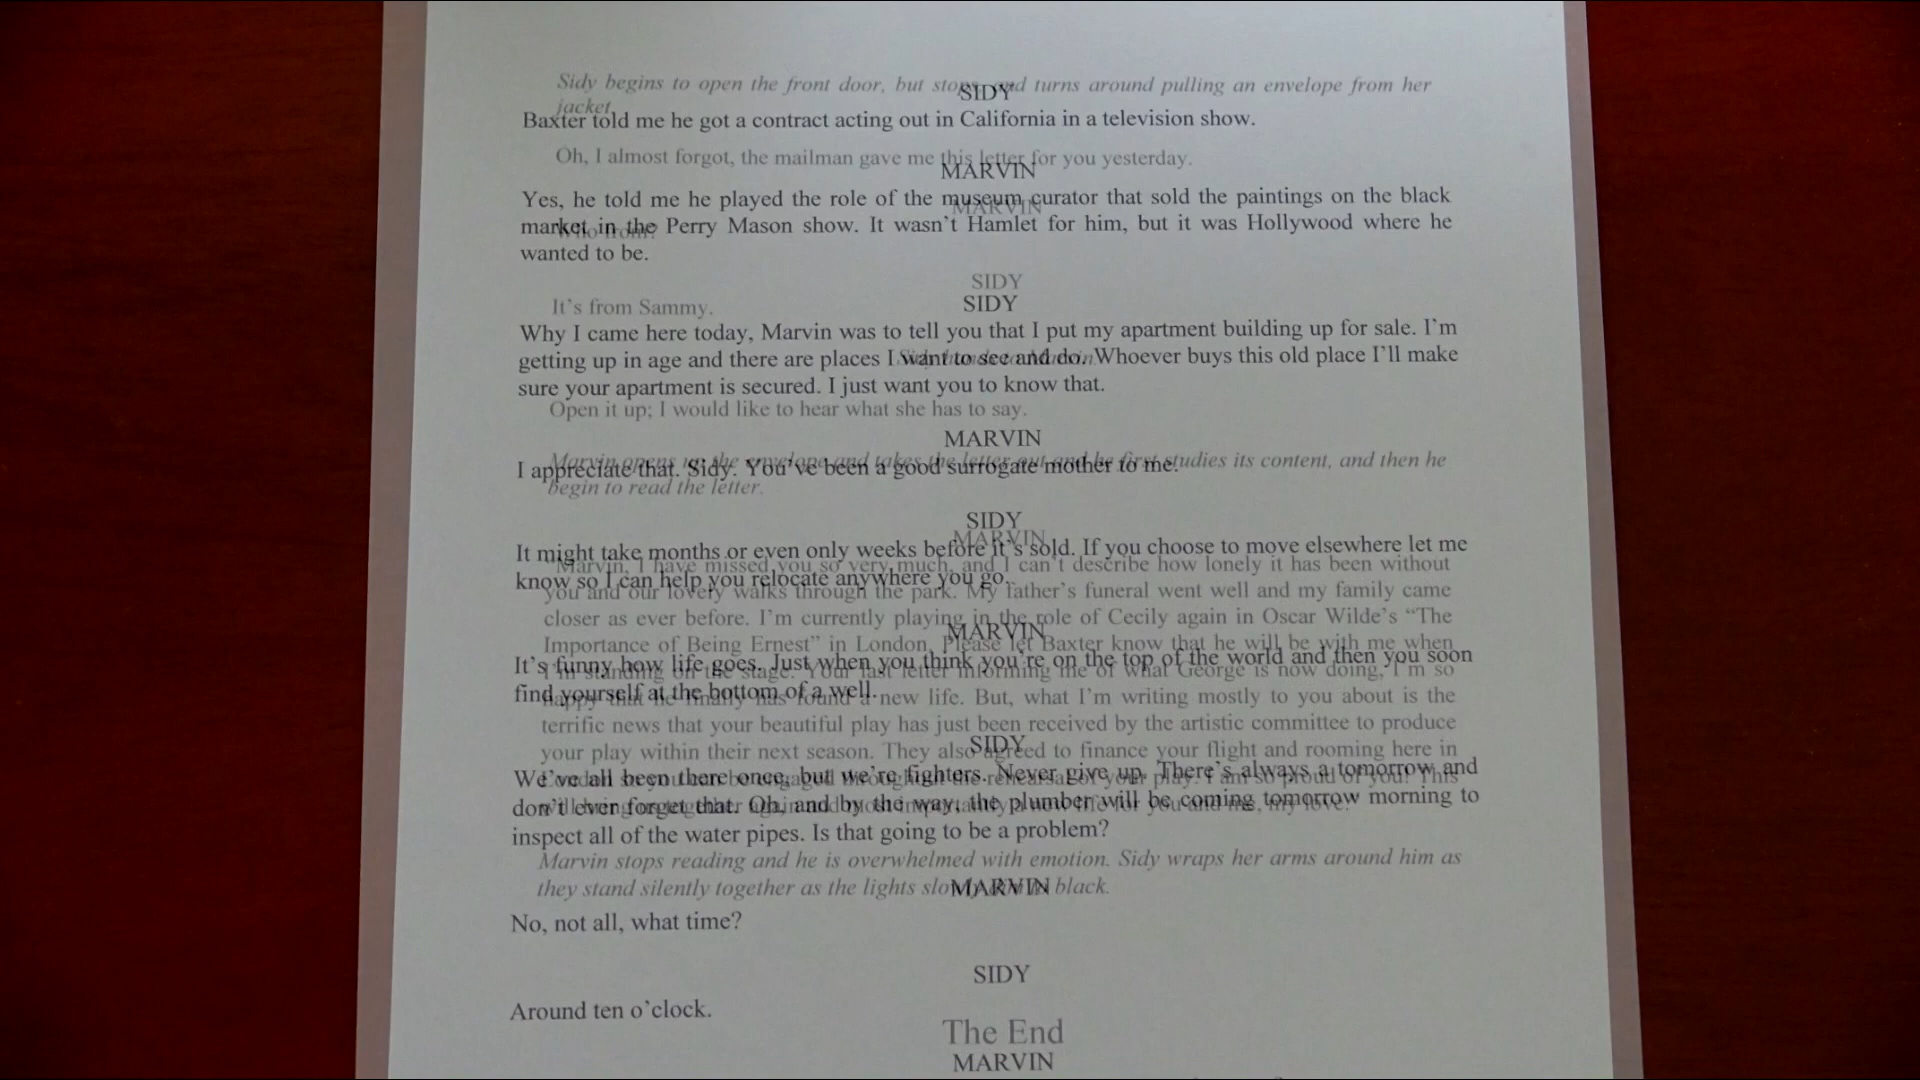 Sidy begins to open the front door, but stops and turns around pulling an envelope from her
SIDY
jacket.
Baxter told me he got a contract acting out in California in a television show.
Oh, I almost forgot, the mailman gave me this letter for you yesterday.
MARVIN
Yes, he told me he played the role of the museum curator that sold the paintings on the black
MARVIN
market in the Perry Mason show. It wasn't Hamlet for him, but it was Hollywood where he
wanted to be.
SIDY
SIDY
It's from Sammy.
Why I came here today, Marvin was to tell you that I put my apartment building up for sale. I'm
getting up in age and there are places I want to see and do. Whoever buys this old place I'll make
sure your apartment is secured. I just want you to know that.
Open it up; I would like to hear what she has to say.
MARVIN
Marvin opens up the envelope and takes the letter out and he first studies its content, and then he
I appreciate that. Sidy. You've been a good surrogate mother to me.
begin to read the letter.
SIDY
MARVIN
It might take months or even only weeks before it's sold. If you choose to move elsewhere let me
Marvin, I have missed you so very much, and I can't describe how lonely it has been without
know so I can help you relocate anywhere you go.
you and our lovely walks through the park. My father's funeral went well and my family came
closer as ever before. I'm currently playing in the role of Cecily again in Oscar Wilde's “The
MARVIN
Importance of Being Ernest” in London. Please let Baxter know that he will be with me when
It's funny how life goes. Just when you think you're on the top of the world and then you soon
I'm standing on the stage. Your last letter informing me of what George is now doing, I'm so
find yourself at the bottom of a well.
happy that he finally has found a new life. But, what I'm writing mostly to you about is the
terrific news that your beautiful play has just been received by the artistic committee to produce
SIDY
your play within their next season. They also agreed to finance your flight and rooming here in
We've all been there once, but we're fighters. Never give up. There's always a tomorrow and
don't ever forget that. Oh, and by the way, the plumber will be coming tomorrow morning to
inspect all of the water pipes. Is that going to be a problem?
Marvin stops reading and he is overwhelmed with emotion. Sidy wraps her arms around him as
they stand silently together as the lights black.
MARVIN
No, not all, what time?
SIDY
Around ten o'clock.
The End
MARVIN